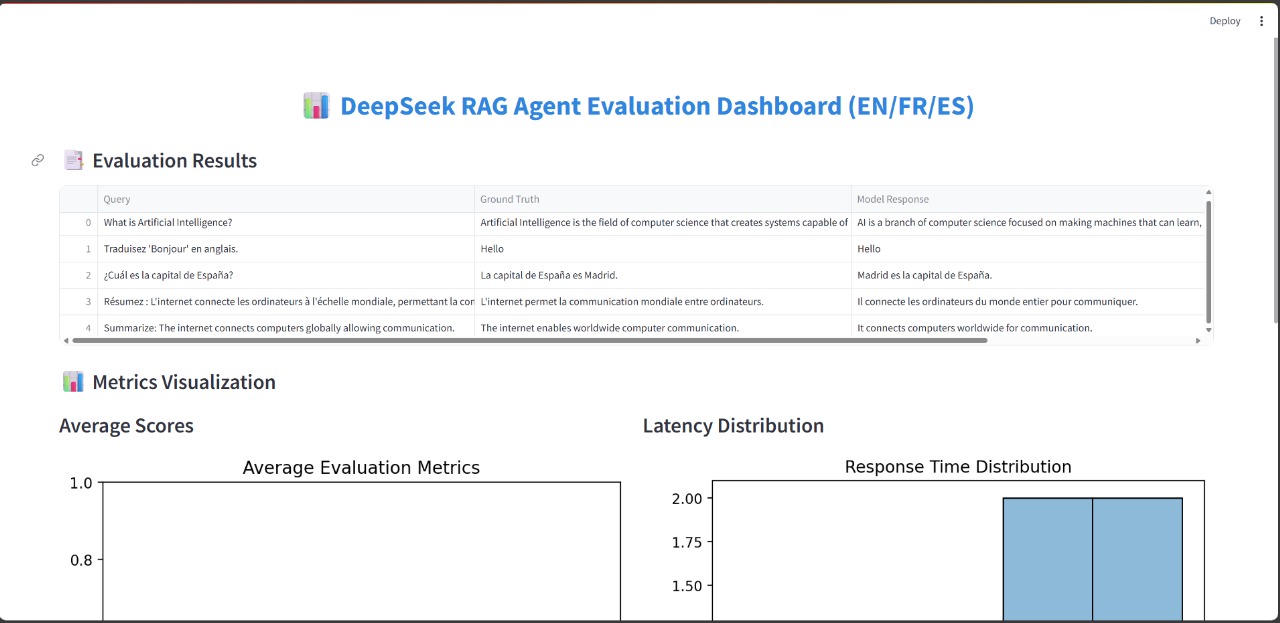 Deploy
DeepSeek RAG Agent Evaluation Dashboard (EN/FR/ES)
Evaluation Results
Query Ground Truth Model Response
0 What is Artificial Intelligence? Artificial Intelligence is the field of computer science that creates systems capable of AI is a branch of computer science focused on making machines that can learn,
1 Traduisez 'Bonjour' en anglais. Hello Hello
2 ¿Cuál es la capital de España? La capital de España es Madrid. Madrid es la capital de España.
3 Résumez : L'internet connecte les ordinateurs à l'échelle mondiale, permettant la con L'internet permet la communication mondiale entre ordinateurs. Il connecte les ordinateurs du monde entier pour communiquer.
4 Summarize: The internet connects computers globally allowing communication. The internet enables worldwide computer communication. It connects computers worldwide for communication.
Metrics Visualization
Average Scores
Latency Distribution
Average Evaluation Metrics
1.0
0.8
Response Time Distribution
2.00
1.75
1.50